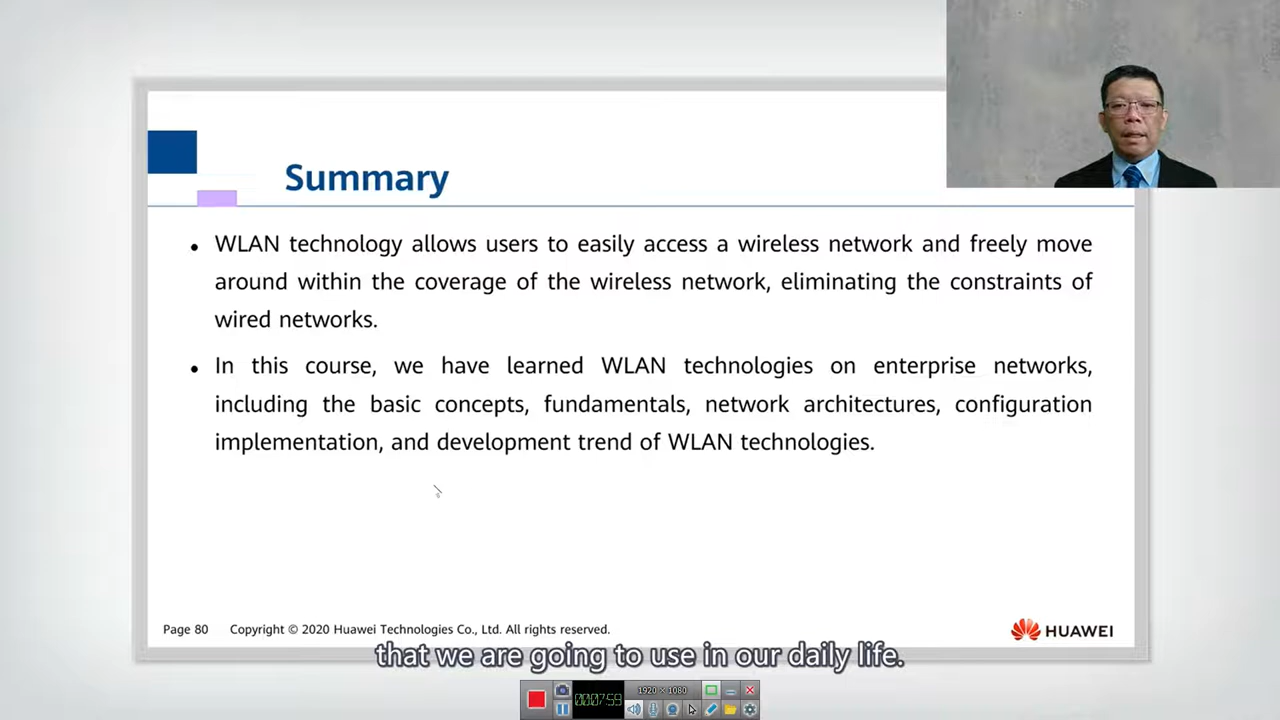 Summary
• WLAN technology allows users to easily access a wireless network and freely move
around within the coverage of the wireless network, eliminating the constraints of
wired networks.
• In this course, we have learned WLAN technologies on enterprise networks,
including the basic concepts, fundamentals, network architectures, configuration
implementation, and development trend of WLAN technologies.
Page 80 Copyright © 2020 Huawei Technologies Co., Ltd. All rights reserved.
HUAWEI
that we are going to use in our daily life.
00:07:59 1920 × 1080